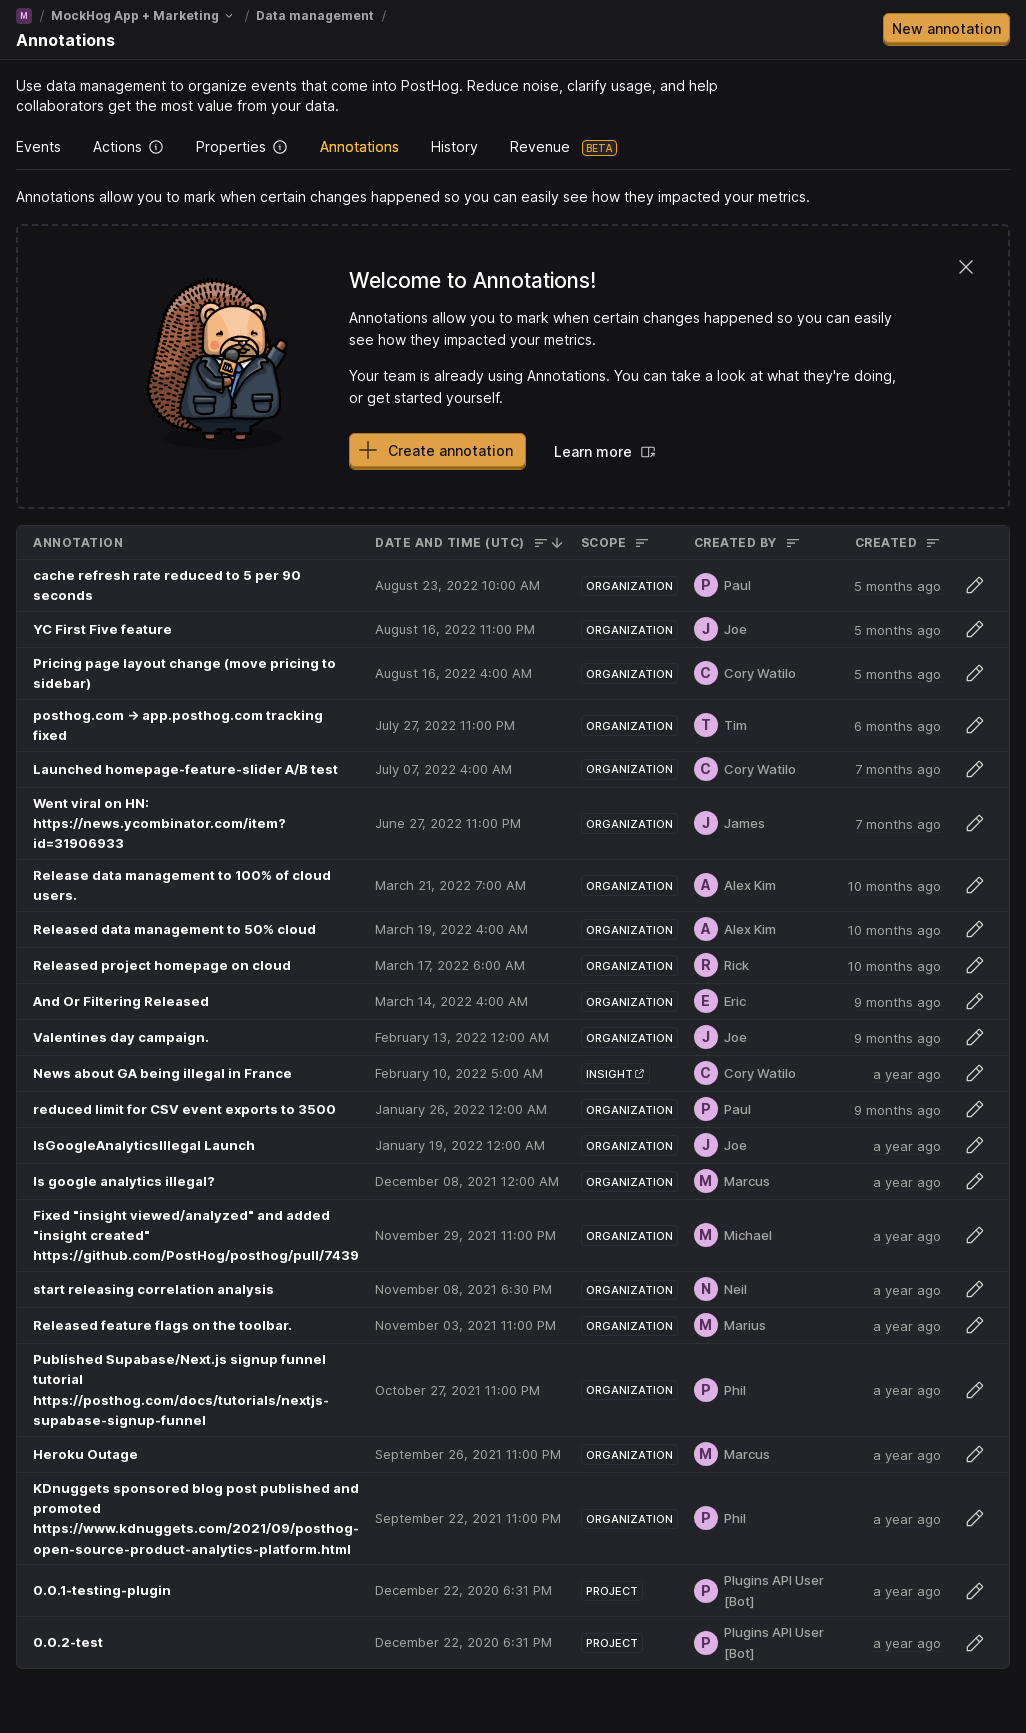 M / MockHog App + Marketing / Data management /
Annotations
New annotation
Use data management to organize events that come into PostHog. Reduce noise, clarify usage, and help
collaborators get the most value from your data.
Events Actions Properties Annotations History Revenue BETA
Annotations allow you to mark when certain changes happened so you can easily see how they impacted your metrics.
Welcome to Annotations!
Annotations allow you to mark when certain changes happened so you can easily
see how they impacted your metrics.
Your team is already using Annotations. You can take a look at what they're doing,
or get started yourself.
Create annotation Learn more
ANNOTATION DATE AND TIME (UTC) SCOPE CREATED BY CREATED
cache refresh rate reduced to 5 per 90
seconds
August 23, 2022 10:00 AM ORGANIZATION P Paul 5 months ago
YC First Five feature August 16, 2022 11:00 PM ORGANIZATION J Joe 5 months ago
Pricing page layout change (move pricing to
sidebar)
August 16, 2022 4:00 AM ORGANIZATION C Cory Watilo 5 months ago
posthog.com → app.posthog.com tracking
fixed
July 27, 2022 11:00 PM ORGANIZATION T Tim 6 months ago
Launched homepage-feature-slider A/B test July 07, 2022 4:00 AM ORGANIZATION C Cory Watilo 7 months ago
Went viral on HN:
https://news.ycombinator.com/item?
id=31906933
June 27, 2022 11:00 PM ORGANIZATION J James 7 months ago
Release data management to 100% of cloud
users.
March 21, 2022 7:00 AM ORGANIZATION A Alex Kim 10 months ago
Released data management to 50% cloud March 19, 2022 4:00 AM ORGANIZATION A Alex Kim 10 months ago
Released project homepage on cloud March 17, 2022 6:00 AM ORGANIZATION R Rick 10 months ago
And Or Filtering Released March 14, 2022 4:00 AM ORGANIZATION E Eric 9 months ago
Valentines day campaign. February 13, 2022 12:00 AM ORGANIZATION J Joe 9 months ago
News about GA being illegal in France February 10, 2022 5:00 AM INSIGHT C Cory Watilo a year ago
reduced limit for CSV event exports to 3500 January 26, 2022 12:00 AM ORGANIZATION P Paul 9 months ago
IsGoogleAnalyticsIllegal Launch January 19, 2022 12:00 AM ORGANIZATION J Joe a year ago
Is google analytics illegal? December 08, 2021 12:00 AM ORGANIZATION M Marcus a year ago
Fixed "insight viewed/analyzed" and added
"insight created"
https://github.com/PostHog/posthog/pull/7439
November 29, 2021 11:00 PM ORGANIZATION M Michael a year ago
start releasing correlation analysis November 08, 2021 6:30 PM ORGANIZATION N Neil a year ago
Released feature flags on the toolbar. November 03, 2021 11:00 PM ORGANIZATION M Marius a year ago
Published Supabase/Next.js signup funnel
tutorial
https://posthog.com/docs/tutorials/nextjs-
supabase-signup-funnel
October 27, 2021 11:00 PM ORGANIZATION P Phil a year ago
Heroku Outage September 26, 2021 11:00 PM ORGANIZATION M Marcus a year ago
KDnuggets sponsored blog post published and
promoted
https://www.kdnuggets.com/2021/09/posthog-
open-source-product-analytics-platform.html
September 22, 2021 11:00 PM ORGANIZATION P Phil a year ago
0.0.1-testing-plugin December 22, 2020 6:31 PM PROJECT P Plugins API User
[Bot]
a year ago
0.0.2-test December 22, 2020 6:31 PM PROJECT P Plugins API User
[Bot]
a year ago